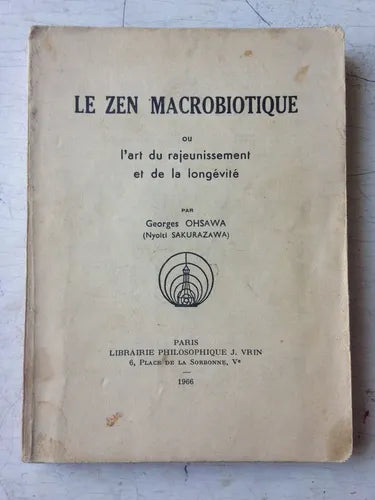 LE ZEN MACROBIOTIQUE
ou
l'art du rajeunissement
et de la longévité
PAR
Georges OHSAWA
(Nyoiti SAKURAZAWA)
PARIS
LIBRAIRIE PHILOSOPHIQUE J. VRIN
6, Place de la Sorbonne, Ve
—
1966